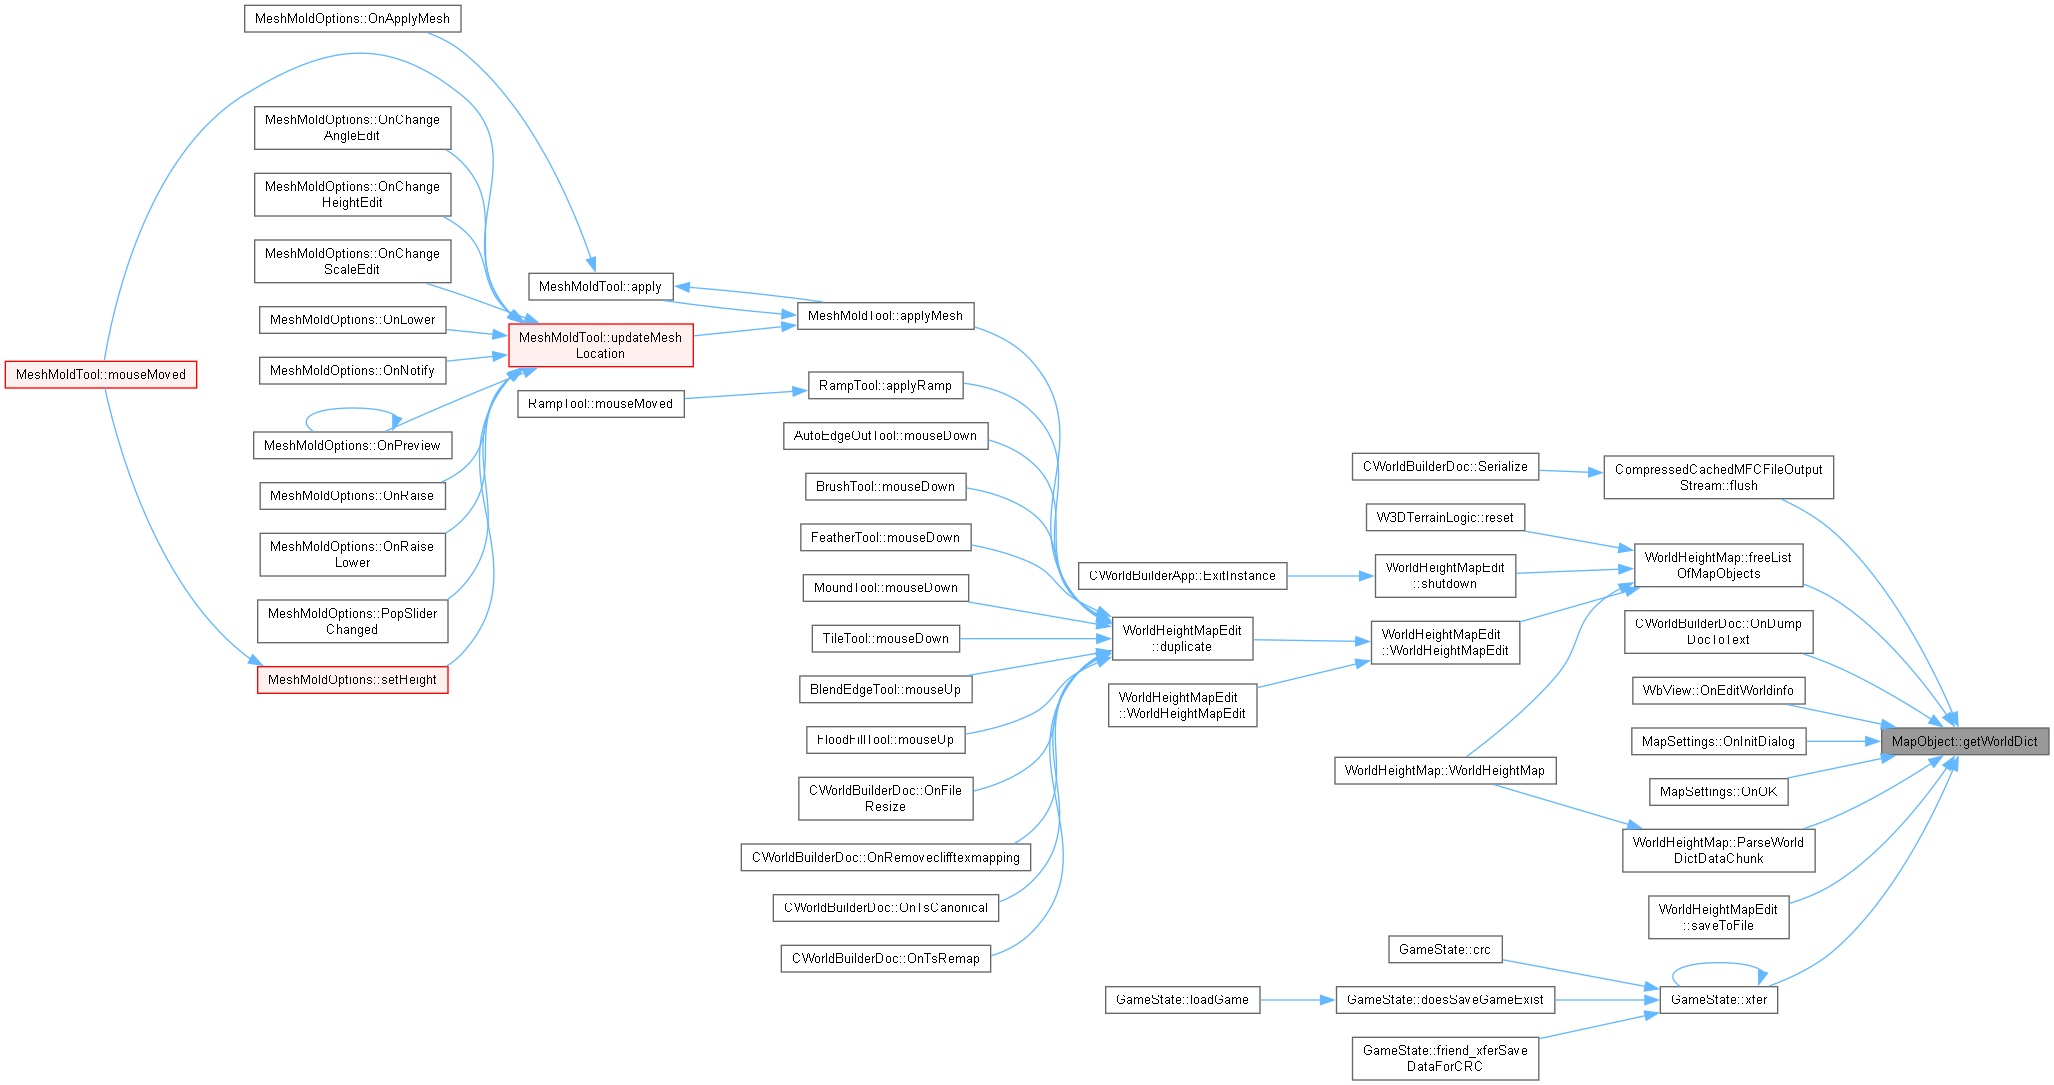 MeshMoldOptions::OnApplyMesh
MeshMoldOptions::OnChange
AngleEdit
MeshMoldOptions::OnChange
HeightEdit
MeshMoldOptions::OnChange
ScaleEdit
MeshMoldOptions::OnLower
MeshMoldOptions::OnNotify
MeshMoldTool::mouseMoved
MeshMoldOptions::OnPreview
MeshMoldOptions::OnRaise
MeshMoldOptions::OnRaise
Lower
MeshMoldOptions::PopSlider
Changed
MeshMoldOptions::setHeight
MeshMoldTool::apply
MeshMoldTool::updateMesh
Location
RampTool::mouseMoved
MeshMoldTool::applyMesh
RampTool::applyRamp
AutoEdgeOutTool::mouseDown
BrushTool::mouseDown
FeatherTool::mouseDown
MoundTool::mouseDown
TileTool::mouseDown
BlendEdgeTool::mouseUp
FloodFillTool::mouseUp
CWorldBuilderDoc::OnFile
Resize
CWorldBuilderDoc::OnRemoveclifftexmapping
CWorldBuilderDoc::OnTsCanonical
CWorldBuilderDoc::OnTsRemap
CWorldBuilderApp::ExitInstance
WorldHeightMapEdit
::duplicate
WorldHeightMapEdit
::WorldHeightMapEdit
GameState::loadGame
CWorldBuilderDoc::Serialize
W3DTerrainLogic::reset
WorldHeightMapEdit
::shutdown
WorldHeightMapEdit
::WorldHeightMapEdit
WorldHeightMap::WorldHeightMap
GameState::crc
GameState::doesSaveGameExist
GameState::friend_xferSave
DataForCRC
CompressedCachedMFCFileOutput
Stream::flush
WorldHeightMap::freeList
OfMapObjects
CWorldBuilderDoc::OnDump
DocToText
WbView::OnEditWorldinfo
MapSettings::OnInitDialog
MapSettings::OnOK
WorldHeightMap::ParseWorld
DictDataChunk
WorldHeightMapEdit
::saveToFile
GameState::xfer
MapObject::getWorldDict